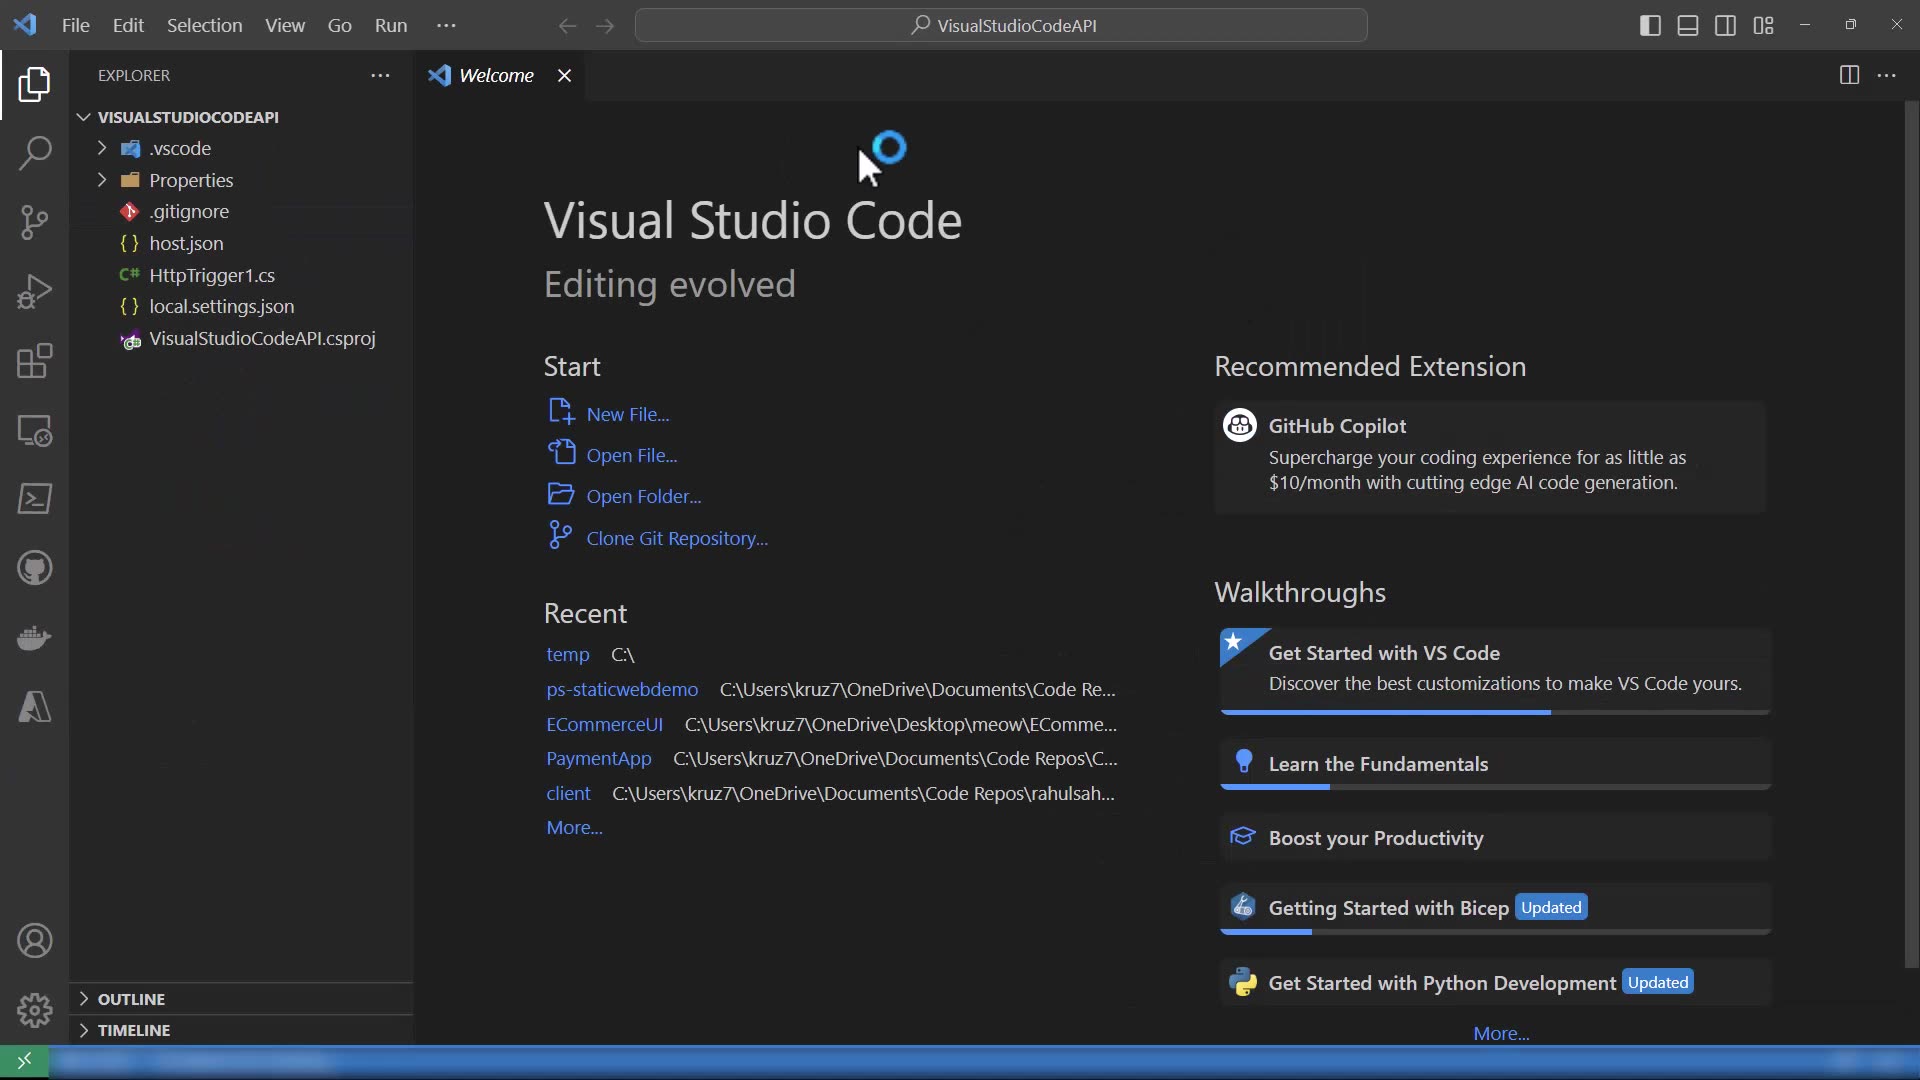 File Edit Selection View Go Run ···
VisualStudioCodeAPI
EXPLORER ···
VISUALSTUDIOCODEAPI
.vscode
Properties
.gitignore
{ } host.json
C# HttpTrigger1.cs
{ } local.settings.json
VisualStudioCodeAPI.csproj
OUTLINE
TIMELINE
Welcome
Visual Studio Code
Editing evolved
Start
New File...
Open File...
Open Folder...
Clone Git Repository...
Recent
temp C:\
ps-staticwebdemo C:\Users\kruz7\OneDrive\Documents\Code Re...
ECommerceUI C:\Users\kruz7\OneDrive\Desktop\meow\EComme...
PaymentApp C:\Users\kruz7\OneDrive\Documents\Code Repos\C...
client C:\Users\kruz7\OneDrive\Documents\Code Repos\rahulsah...
More...
Recommended Extension
GitHub Copilot
Supercharge your coding experience for as little as
$10/month with cutting edge AI code generation.
Walkthroughs
Get Started with VS Code
Discover the best customizations to make VS Code yours.
Learn the Fundamentals
Boost your Productivity
Getting Started with Bicep Updated
Get Started with Python Development Updated
More...